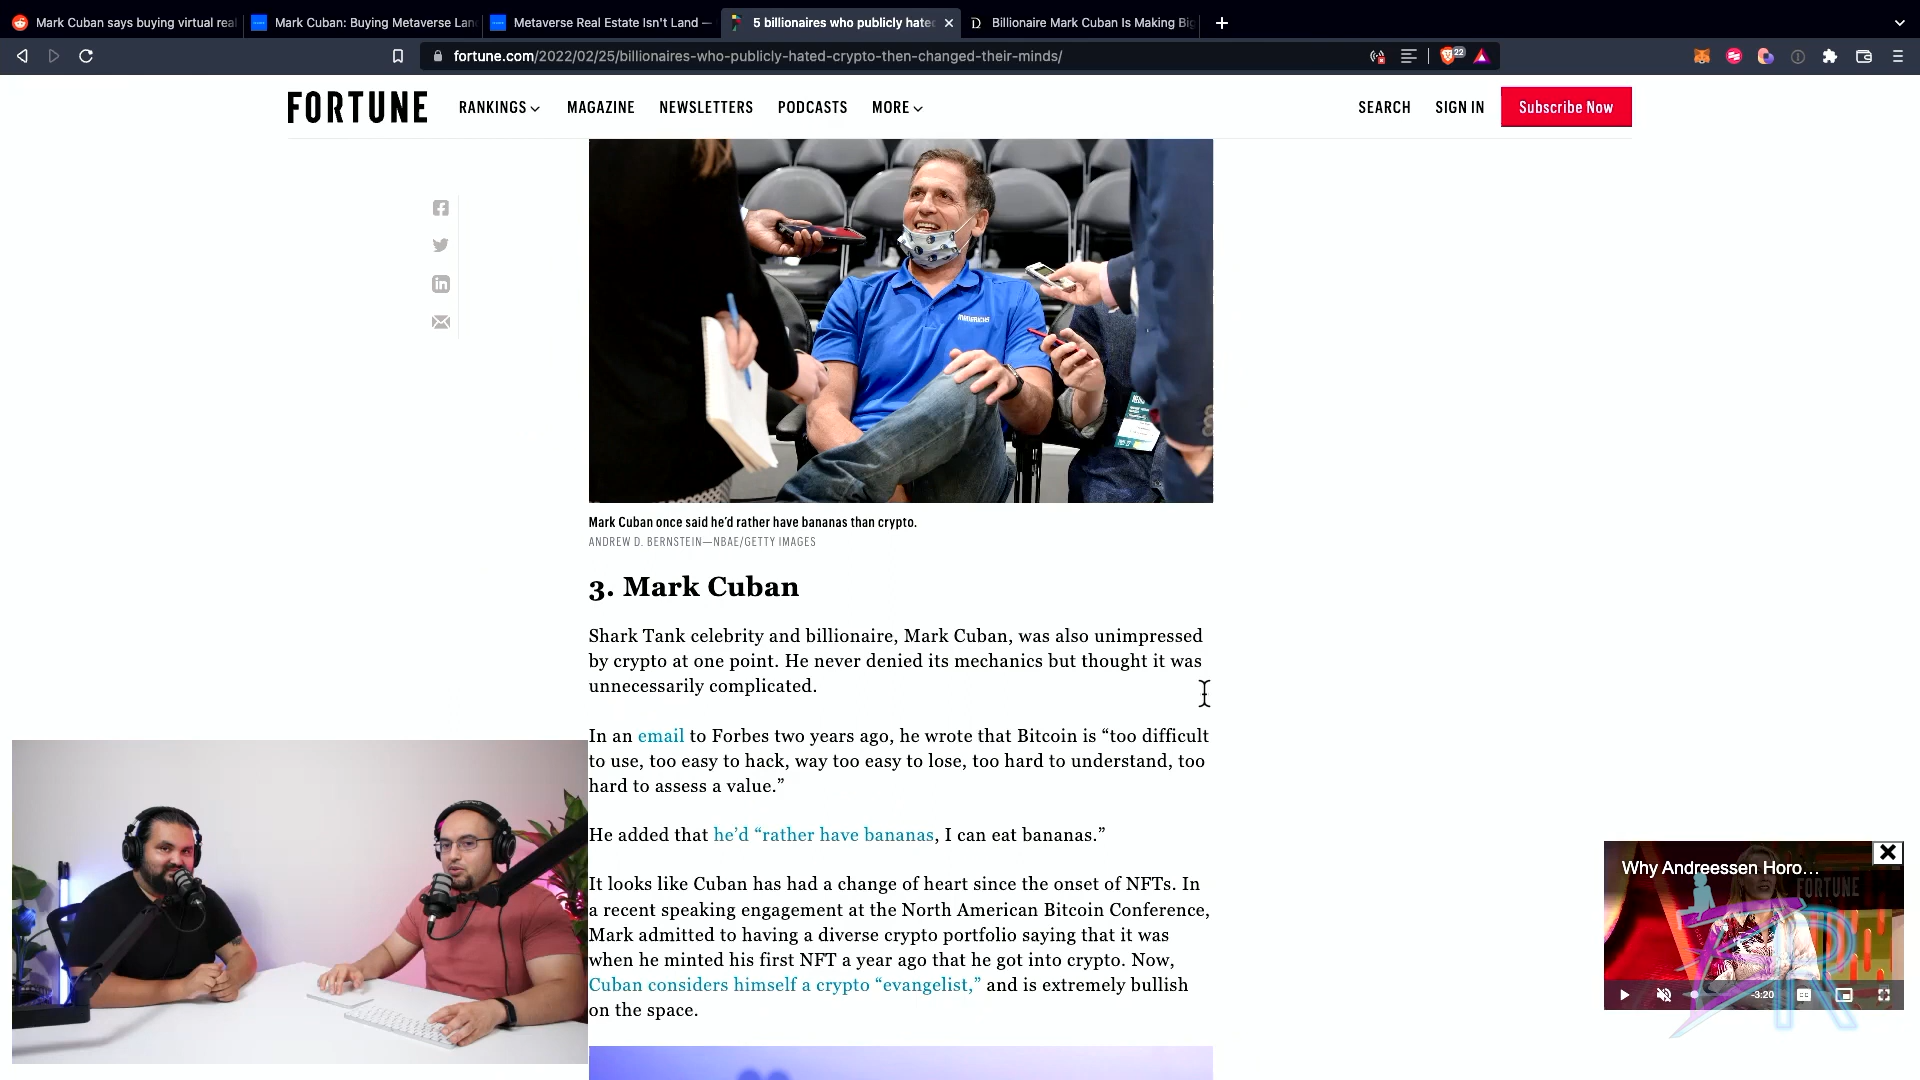 Mark Cuban says buying virtual real
Mark Cuban: Buying Metaverse Lan
Metaverse Real Estate Isn't Land —
5 billionaires who publicly hated
Billionaire Mark Cuban Is Making Big
fortune.com/2022/02/25/billionaires-who-publicly-hated-crypto-then-changed-their-minds/
22
FORTUNE
RANKINGS
MAGAZINE
NEWSLETTERS
PODCASTS
MORE
SEARCH
SIGN IN
Subscribe Now
MAVERICKS
Mark Cuban once said he'd rather have bananas than crypto.
ANDREW D. BERNSTEIN—NBAE/GETTY IMAGES
3. Mark Cuban
Shark Tank celebrity and billionaire, Mark Cuban, was also unimpressed
by crypto at one point. He never denied its mechanics but thought it was
unnecessarily complicated.
In an email to Forbes two years ago, he wrote that Bitcoin is “too difficult
to use, too easy to hack, way too easy to lose, too hard to understand, too
hard to assess a value.”
He added that he’d “rather have bananas, I can eat bananas.”
It looks like Cuban has had a change of heart since the onset of NFTs. In
a recent speaking engagement at the North American Bitcoin Conference,
Mark admitted to having a diverse crypto portfolio saying that it was
when he minted his first NFT a year ago that he got into crypto. Now,
Cuban considers himself a crypto “evangelist,” and is extremely bullish
on the space.
Why Andreessen Horo...
FORTUNE
-3:20